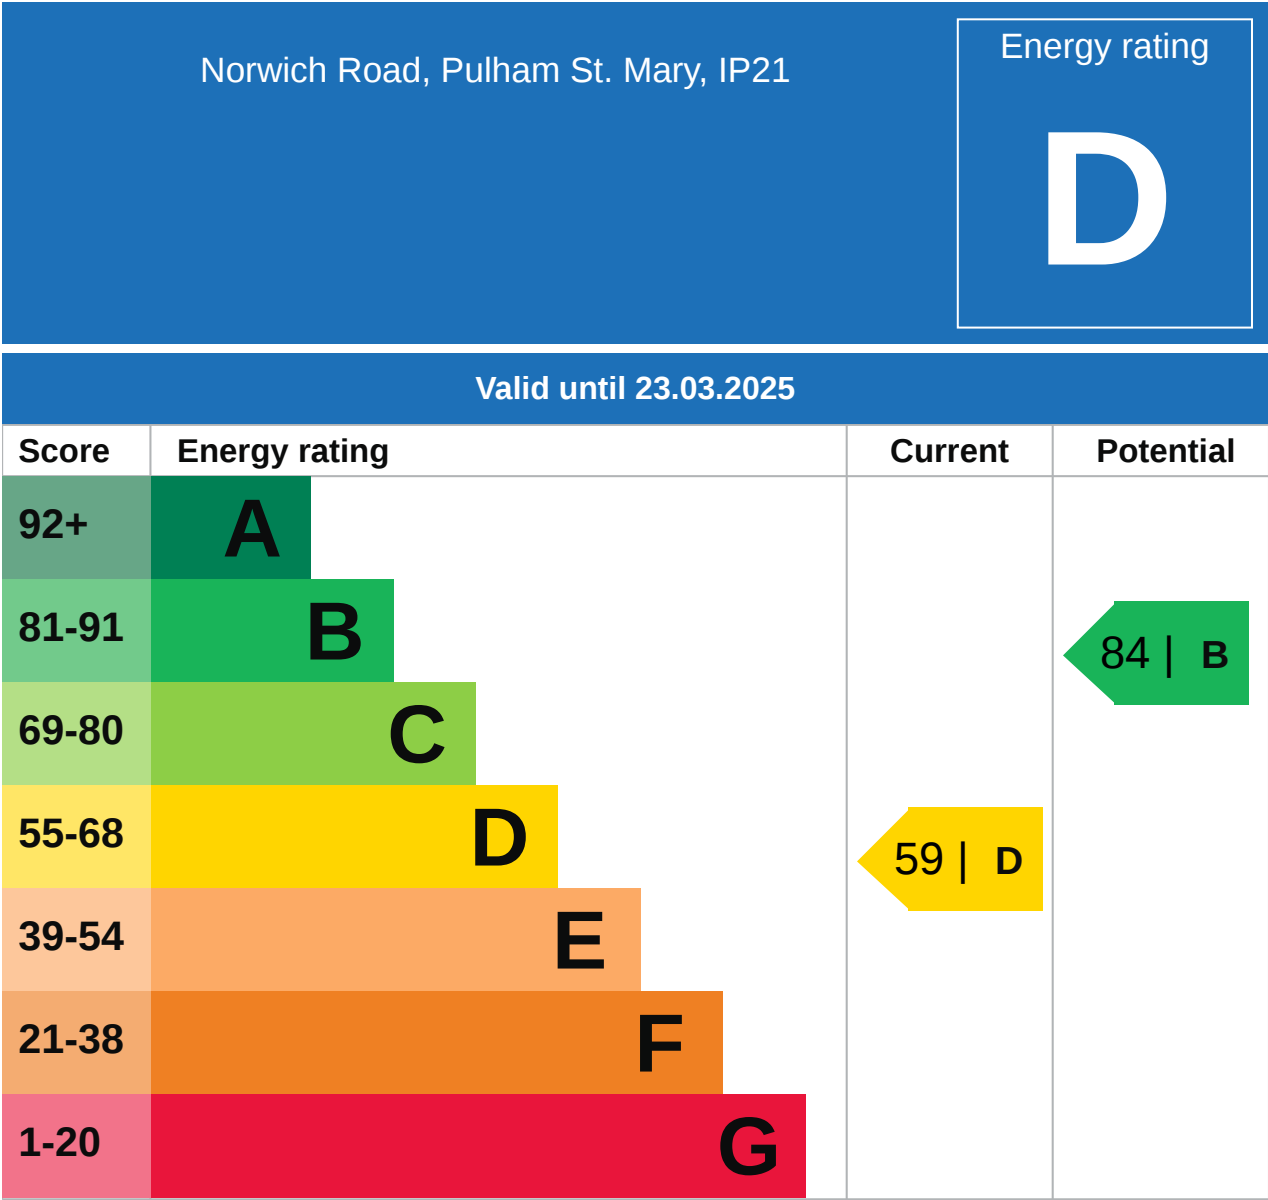 Norwich Road, Pulham St. Mary, IP21
Energy rating
D
Valid until 23.03.2025
Score Energy rating Current Potential
92+ A
81-91 B
84 | B
69-80 C
55-68 D
59 | D
39-54 E
21-38 F
1-20 G